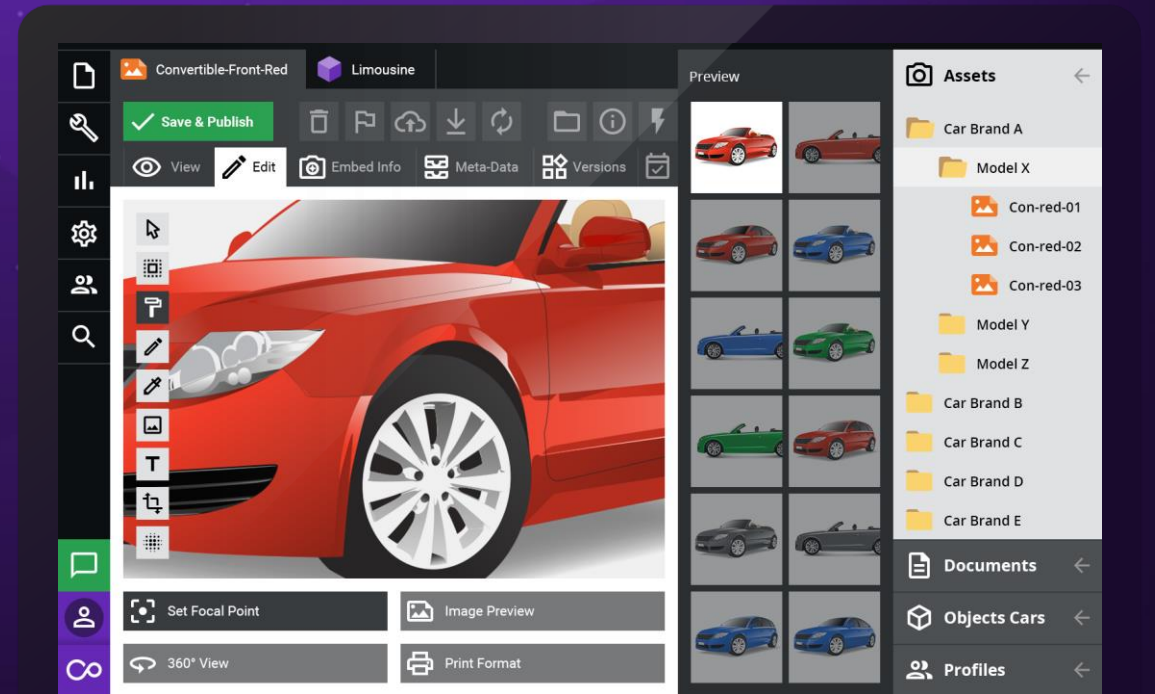 Convertible-Front-Red
Limousine
Save & Publish
View
Edit
Embed Info
Meta-Data
Versions
T
Set Focal Point
Image Preview
360° View
Print Format
Preview
Assets
Car Brand A
Model X
Con-red-01
Con-red-02
Con-red-03
Model Y
Model Z
Car Brand B
Car Brand C
Car Brand D
Car Brand E
Documents
Objects Cars
Profiles